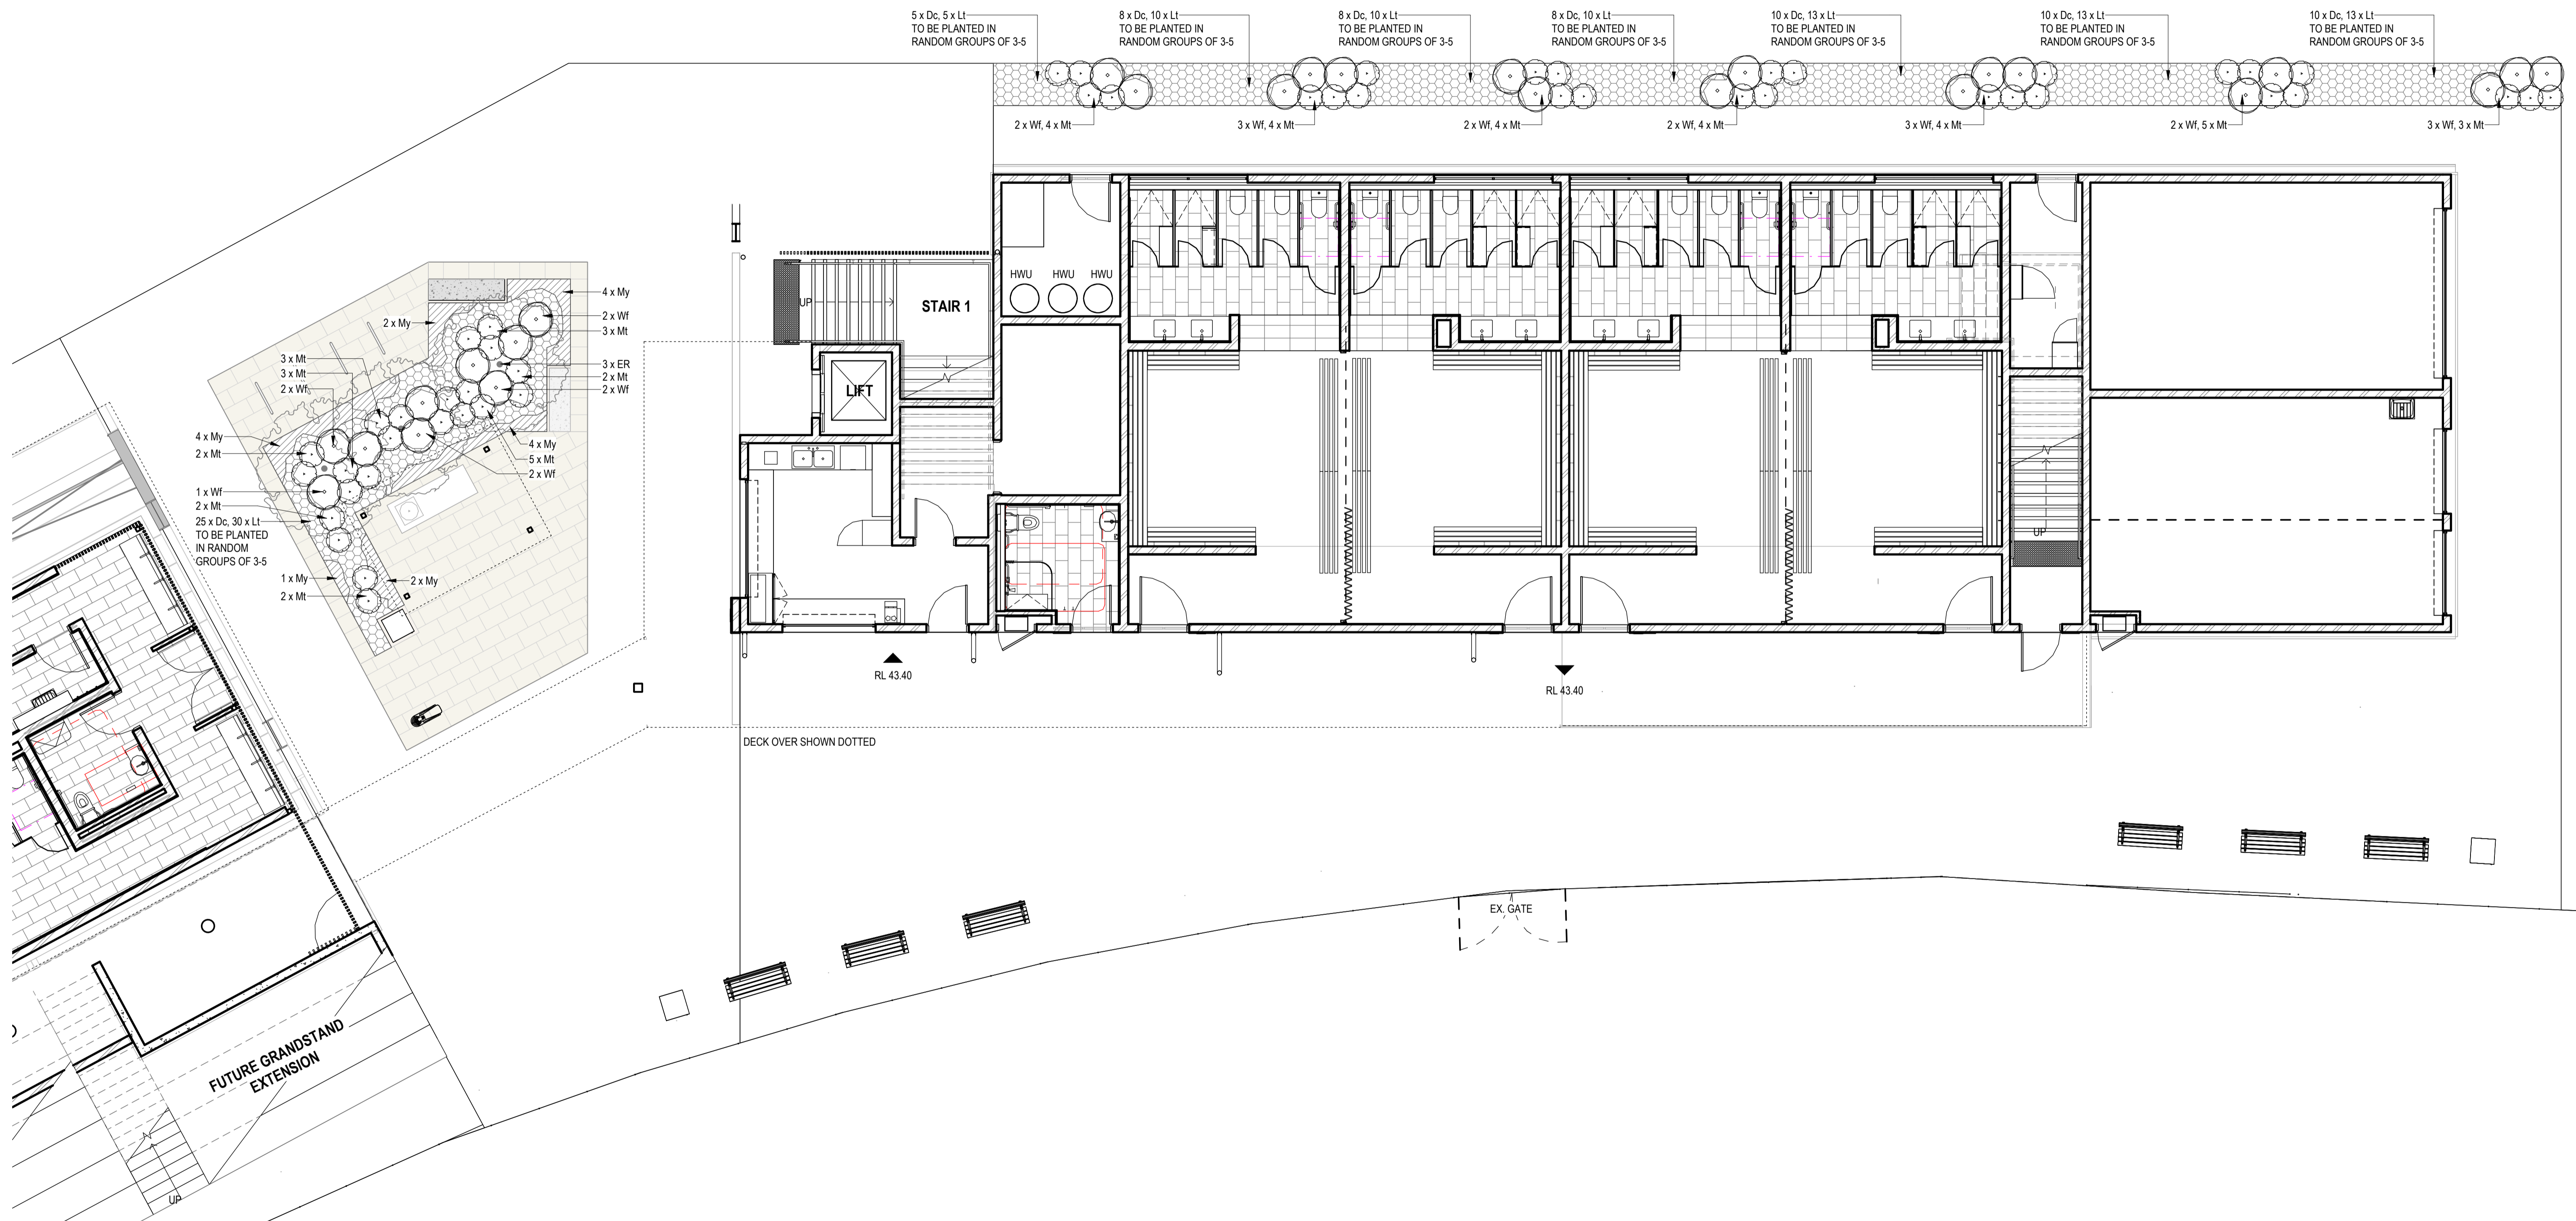 5 x Dc, 5 x Lt
TO BE PLANTED IN
RANDOM GROUPS OF 3-5
8 x Dc, 10 x Lt
TO BE PLANTED IN
RANDOM GROUPS OF 3-5
8 x Dc, 10 x Lt
TO BE PLANTED IN
RANDOM GROUPS OF 3-5
8 x Dc, 10 x Lt
TO BE PLANTED IN
RANDOM GROUPS OF 3-5
10 x Dc, 13 x Lt
TO BE PLANTED IN
RANDOM GROUPS OF 3-5
10 x Dc, 13 x Lt
TO BE PLANTED IN
RANDOM GROUPS OF 3-5
10 x Dc, 13 x Lt
TO BE PLANTED IN
RANDOM GROUPS OF 3-5
2 x Wf, 4 x Mt
3 x Wf, 4 x Mt
2 x Wf, 4 x Mt
2 x Wf, 4 x Mt
3 x Wf, 4 x Mt
2 x Wf, 5 x Mt
3 x Wf, 3 x Mt
4 x My
2 x My
2 x Wf
3 x Mt
3 x Mt
3 x Mt
2 x Wf
3 x ER
2 x Mt
2 x Wf
4 x My
2 x Mt
4 x My
5 x Mt
2 x Wf
1 x Wf
2 x Mt
25 x Dc, 30 x Lt
TO BE PLANTED
IN RANDOM
GROUPS OF 3-5
1 x My
2 x My
2 x Mt
HWU
HWU
HWU
UP
STAIR 1
LIFT
UP
RL 43.40
RL 43.40
DECK OVER SHOWN DOTTED
EX. GATE
FUTURE GRANDSTAND
EXTENSION
UP